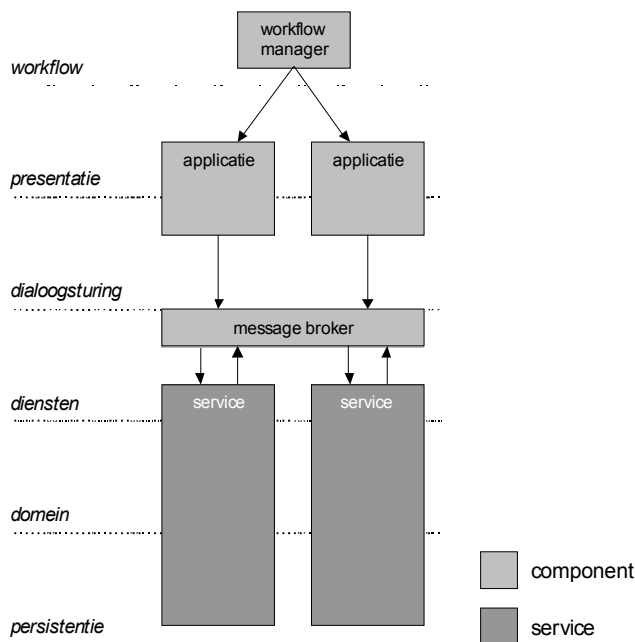 workflow
manager
workflow
applicatie
applicatie
presentatie
dialoogsturing
message broker
diensten
service
service
domein
component
persistentie
service